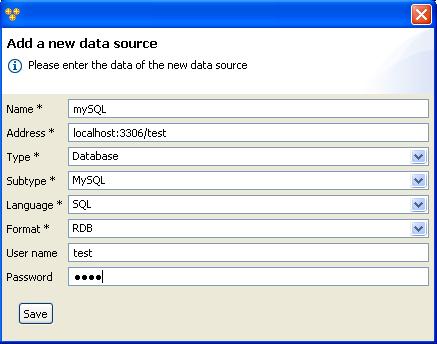 Add a new data source
Please enter the data of the new data source
Name * mySQL
Address * localhost:3306/test
Type * Database
Subtype * MySQL
Language * SQL
Format * RDB
User name test
Password ●●●●
Save